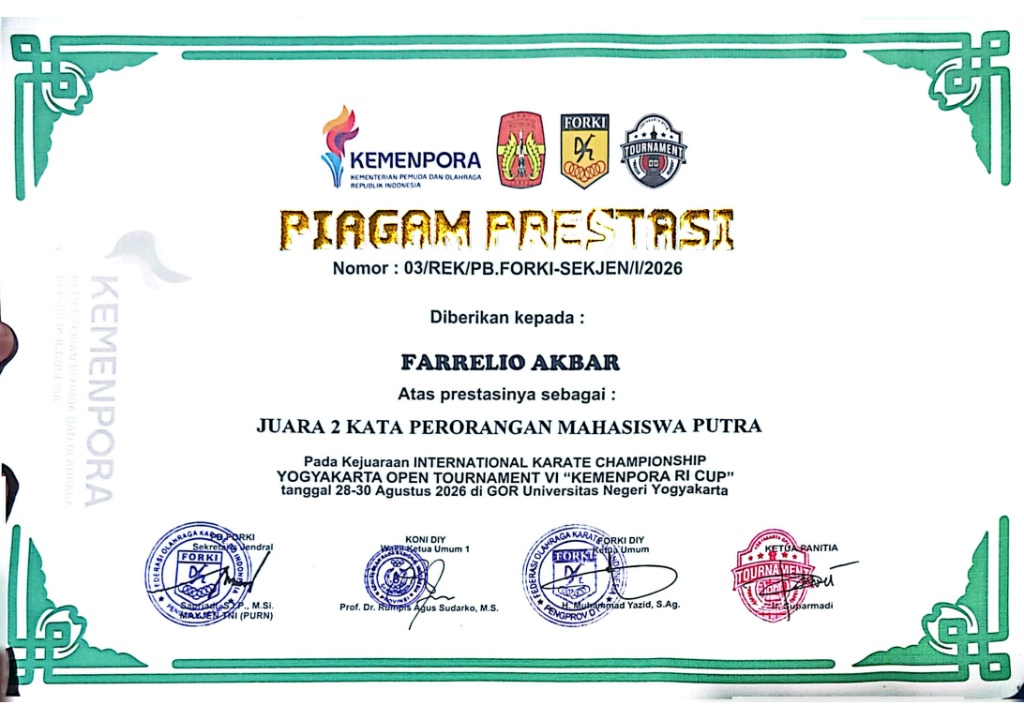 KEMENPORA
KEMENTERIAN PEMUDA DAN OLAHRAGA
REPUBLIK INDONESIA
FORKI
TOURNAMENT
PIAGAM PRESTASI
Nomor : 03/REK/PB.FORKI-SEKJEN/I/2026
Diberikan kepada :
FARRELIO AKBAR
Atas prestasinya sebagai :
JUARA 2 KATA PERORANGAN MAHASISWA PUTRA
Pada Kejuaraan INTERNATIONAL KARATE CHAMPIONSHIP
YOGYAKARTA OPEN TOURNAMENT VI “KEMENPORA RI CUP”
tanggal 28-30 Agustus 2026 di GOR Universitas Negeri Yogyakarta
KEMENPORA
PB.FORKI
Sekretaris Jendral
FORKI
MAYJEN TNI (PURN)
KONI DIY
Wakil Ketua Umum 1
Prof. Dr. Rumpis Agus Sudarko, M.S.
FORKI DIY
Ketua Umum
FORKI
H. Muhammad Yazid, S.Ag.
KETUA PANITIA
TOURNAMENT
Ir. Suparmadi